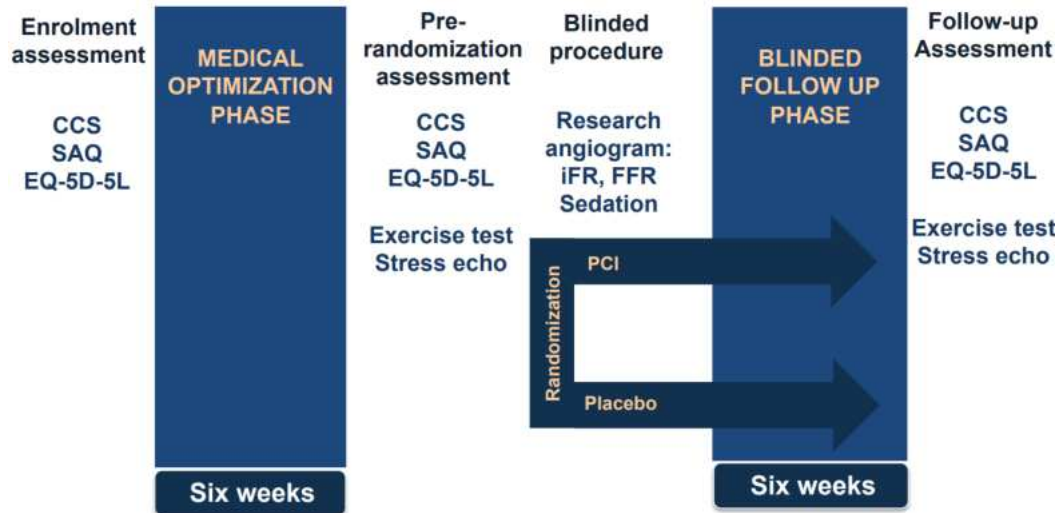 Enrolment
assessment
CCS
SAQ
EQ-5D-5L
MEDICAL
OPTIMIZATION
PHASE
Six weeks
Pre-
randomization
assessment
CCS
SAQ
EQ-5D-5L
Exercise test
Stress echo
Blinded
procedure
Research
angiogram:
iFR, FFR
Sedation
Randomization
PCI
Placebo
BLINDED
FOLLOW UP
PHASE
Six weeks
Follow-up
Assessment
CCS
SAQ
EQ-5D-5L
Exercise test
Stress echo